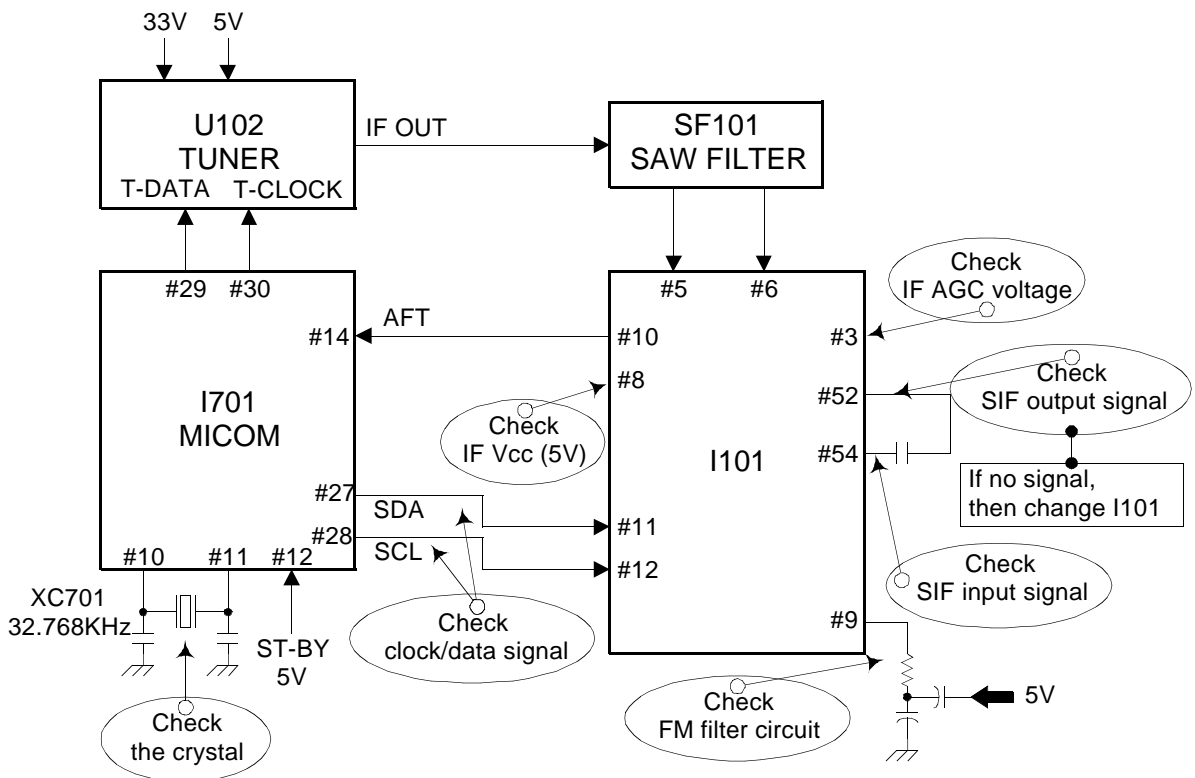 33V
5V
U102
TUNER
T-DATA T-CLOCK
IF OUT
SF101
SAW FILTER
#29 #30
#14
AFT
I701
MICOM
#27
SDA
#28
SCL
#10 #11 #12
XC701
32.768KHz
ST-BY
5V
Check
the crystal
Check
clock/data signal
Check
IF Vcc (5V)
#5 #6
#10
#8
I101
#11
#12
#3
#52
#54
#9
Check
IF AGC voltage
Check
SIF output signal
If no signal,
then change I101
Check
SIF input signal
Check
FM filter circuit
5V